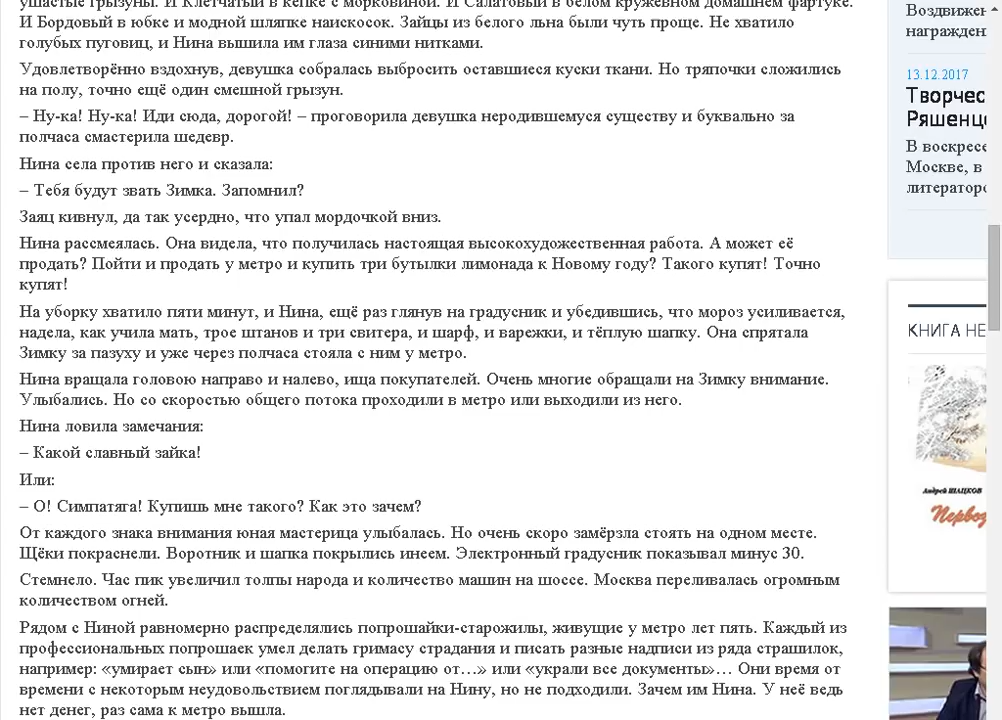 ушастые грызуны. И Клетчатый в кепке с морковиной. И Салатовый в белом кружевном домашнем фартуке.
И Бордовый в юбке и модной шляпке наискосок. Зайцы из белого льна были чуть проще. Не хватило
голубых пуговиц, и Нина вышила им глаза синими нитками.
Удовлетворённо вздохнув, девушка собралась выбросить оставшиеся куски ткани. Но тряпочки сложились
на полу, точно ещё один смешной грызун.
– Ну-ка! Ну-ка! Иди сюда, дорогой! – проговорила девушка неродившемуся существу и буквально за
полчаса смастерила шедевр.
Нина села против него и сказала:
– Тебя будут звать Зимка. Запомнил?
Заяц кивнул, да так усердно, что упал мордочкой вниз.
Нина рассмеялась. Она видела, что получилась настоящая высокохудожественная работа. А может её
продать? Пойти и продать у метро и купить три бутылки лимонада к Новому году? Такого купят! Точно
купят!
На уборку хватило пяти минут, и Нина, ещё раз глянув на градусник и убедившись, что мороз усиливается,
надела, как учила мать, трое штанов и три свитера, и шарф, и варежки, и тёплую шапку. Она спрятала
Зимку за пазуху и уже через полчаса стояла с ним у метро.
Нина вращала головою направо и налево, ища покупателей. Очень многие обращали на Зимку внимание.
Улыбались. Но со скоростью общего потока проходили в метро или выходили из него.
Нина ловила замечания:
– Какой славный зайка!
Или:
– О! Симпатяга! Купишь мне такого? Как это зачем?
От каждого знака внимания юная мастерица улыбалась. Но очень скоро замёрзла стоять на одном месте.
Щёки покраснели. Воротник и шапка покрылись инеем. Электронный градусник показывал минус 30.
Стемнело. Час пик увеличил толпы народа и количество машин на шоссе. Москва переливалась огромным
количеством огней.
Рядом с Ниной равномерно распределялись попрошайки-старожилы, живущие у метро лет пять. Каждый из
профессиональных попрошаек умел делать гримасу страдания и писать разные надписи из ряда страшилок,
например: «умирает сын» или «помогите на операцию от…» или «украли все документы»… Они время от
времени с некоторым неудовольствием поглядывали на Нину, но не подходили. Зачем им Нина. У неё ведь
нет денег, раз сама к метро вышла.
Воздвижен
награжден
13.12.2017
Творчес
Ряшенц
В воскресе
Москве, в
литераторо
КНИГА НЕ
Андрей ШАЦКОВ
Первоз